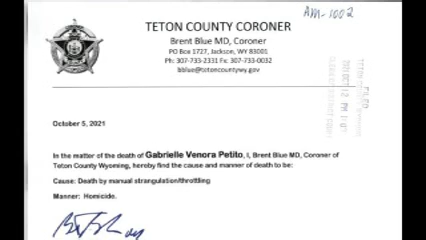 AM-1002
TETON COUNTY CORONER
Brent Blue MD, Coroner
PO Box 1727, Jackson, WY 83001
Ph: 307-733-2331 Fx: 307-733-0032
bblue@tetoncountywy.gov
FILED
October 5, 2021
In the matter of the death of Gabrielle Venora Petito, I, Brent Blue MD, Coroner of
Teton County Wyoming, hereby find the cause and manner of death to be:
Cause: Death by manual strangulation/throttling
Manner: Homicide.